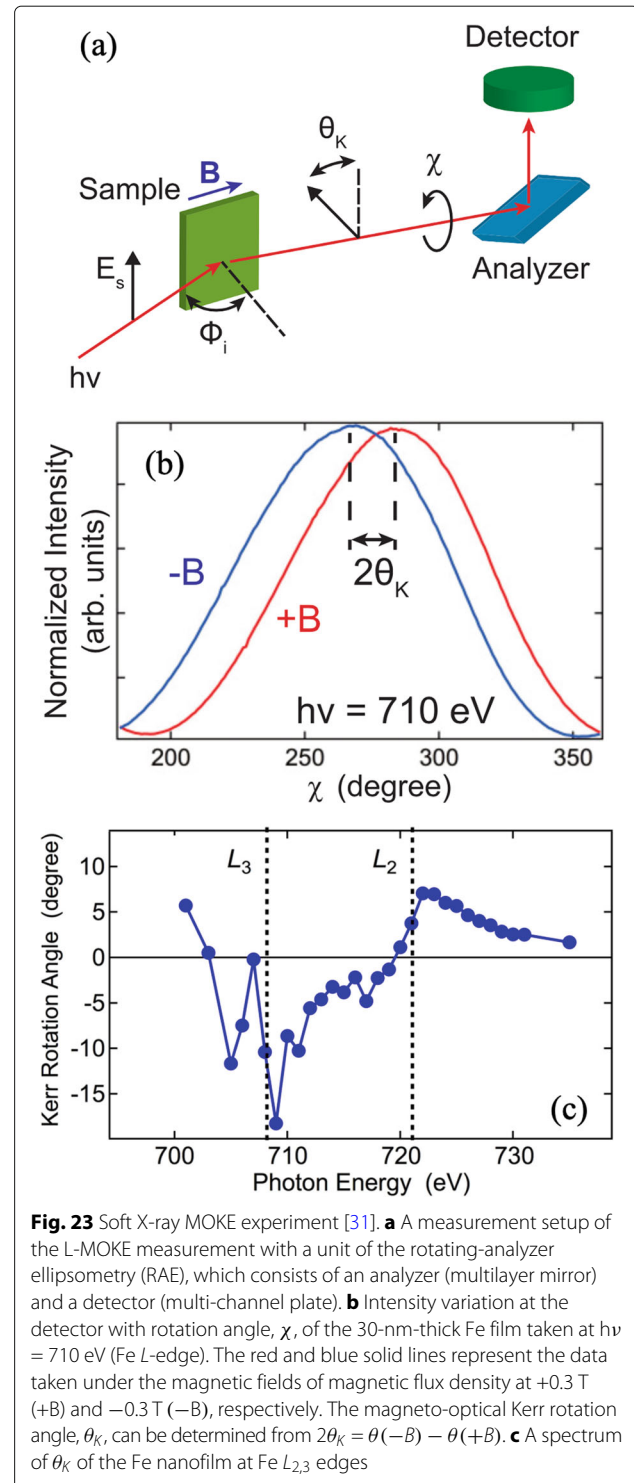 (a)
Detector
θK
χ
B
Sample
Es
Analyzer
Φi
hν
(b)
Normalized Intensity
(arb. units)
-B
+B
2θK
hν = 710 eV
200
250
300
350
χ (degree)
L3
L2
10
5
0
-5
-10
-15
Kerr Rotation Angle (degree)
(c)
700
710
720
730
Photon Energy (eV)
Fig. 23 Soft X-ray MOKE experiment [31]. a A measurement setup of
the L-MOKE measurement with a unit of the rotating-analyzer
ellipsometry (RAE), which consists of an analyzer (multilayer mirror)
and a detector (multi-channel plate). b Intensity variation at the
detector with rotation angle, χ, of the 30-nm-thick Fe film taken at hν
= 710 eV (Fe L-edge). The red and blue solid lines represent the data
taken under the magnetic fields of magnetic flux density at +0.3 T
(+B) and −0.3 T (−B), respectively. The magneto-optical Kerr rotation
angle, θK, can be determined from 2θK = θ(−B) − θ(+B). c A spectrum
of θK of the Fe nanofilm at Fe L2,3 edges